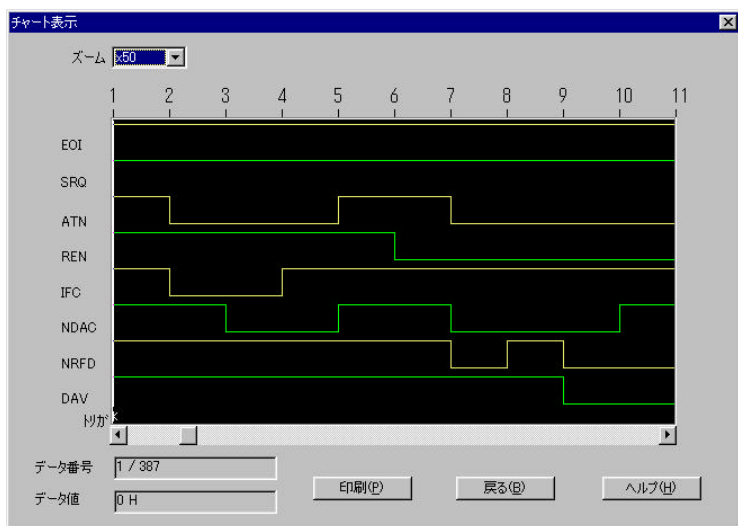 チャート表示
ズーム x50
1 2 3 4 5 6 7 8 9 10 11
EOI
SRQ
ATN
REN
IFC
NDAC
NRFD
DAV
トリガ
データ番号 1 / 387
データ値 0 H
印刷(P) 戻る(B) ヘルプ(H)